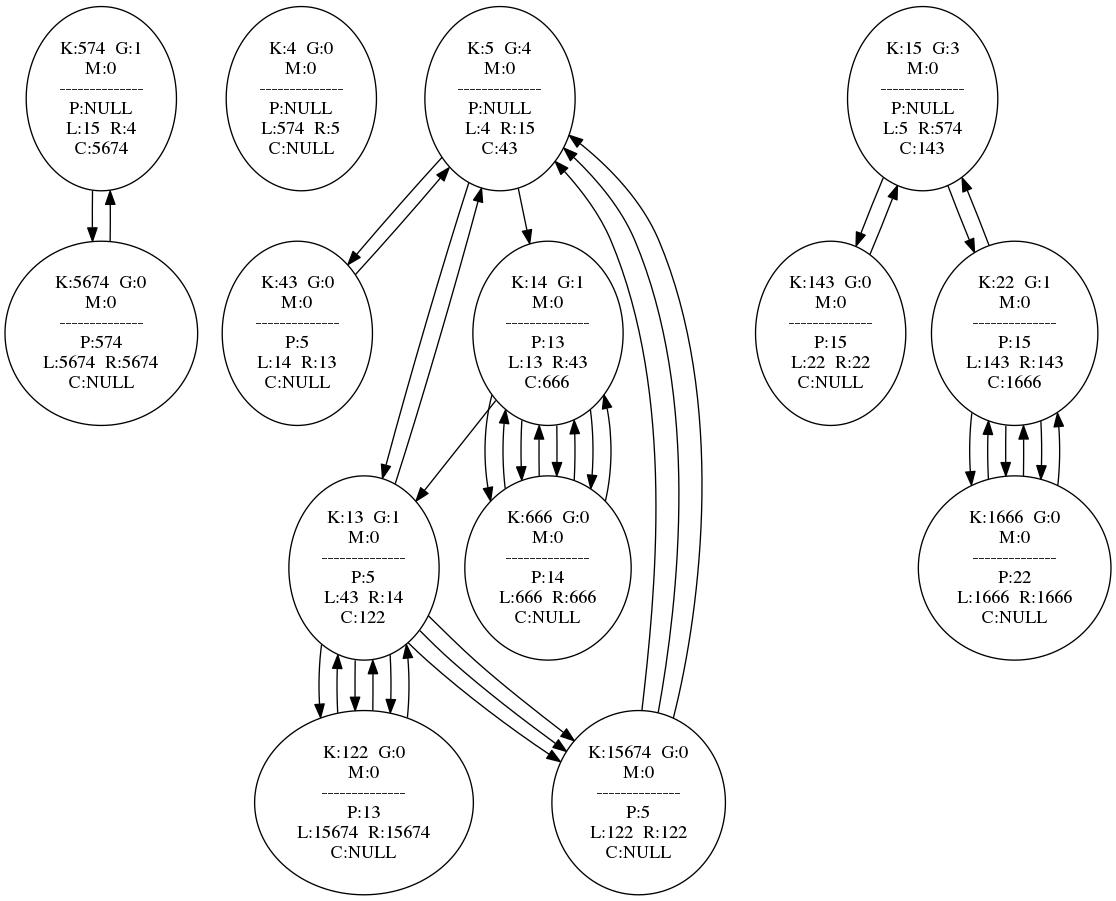 K:574 G:1
M:0
--------------
P:NULL
L:15 R:4
C:5674
K:4 G:0
M:0
--------------
P:NULL
L:574 R:5
C:NULL
K:5 G:4
M:0
--------------
P:NULL
L:4 R:15
C:43
K:15 G:3
M:0
--------------
P:NULL
L:5 R:574
C:143
K:5674 G:0
M:0
--------------
P:574
L:5674 R:5674
C:NULL
K:43 G:0
M:0
--------------
P:5
L:14 R:13
C:NULL
K:14 G:1
M:0
--------------
P:13
L:13 R:43
C:666
K:143 G:0
M:0
--------------
P:15
L:22 R:22
C:NULL
K:22 G:1
M:0
--------------
P:15
L:143 R:143
C:1666
K:13 G:1
M:0
--------------
P:5
L:43 R:14
C:122
K:666 G:0
M:0
--------------
P:14
L:666 R:666
C:NULL
K:1666 G:0
M:0
--------------
P:22
L:1666 R:1666
C:NULL
K:122 G:0
M:0
--------------
P:13
L:15674 R:15674
C:NULL
K:15674 G:0
M:0
--------------
P:5
L:122 R:122
C:NULL